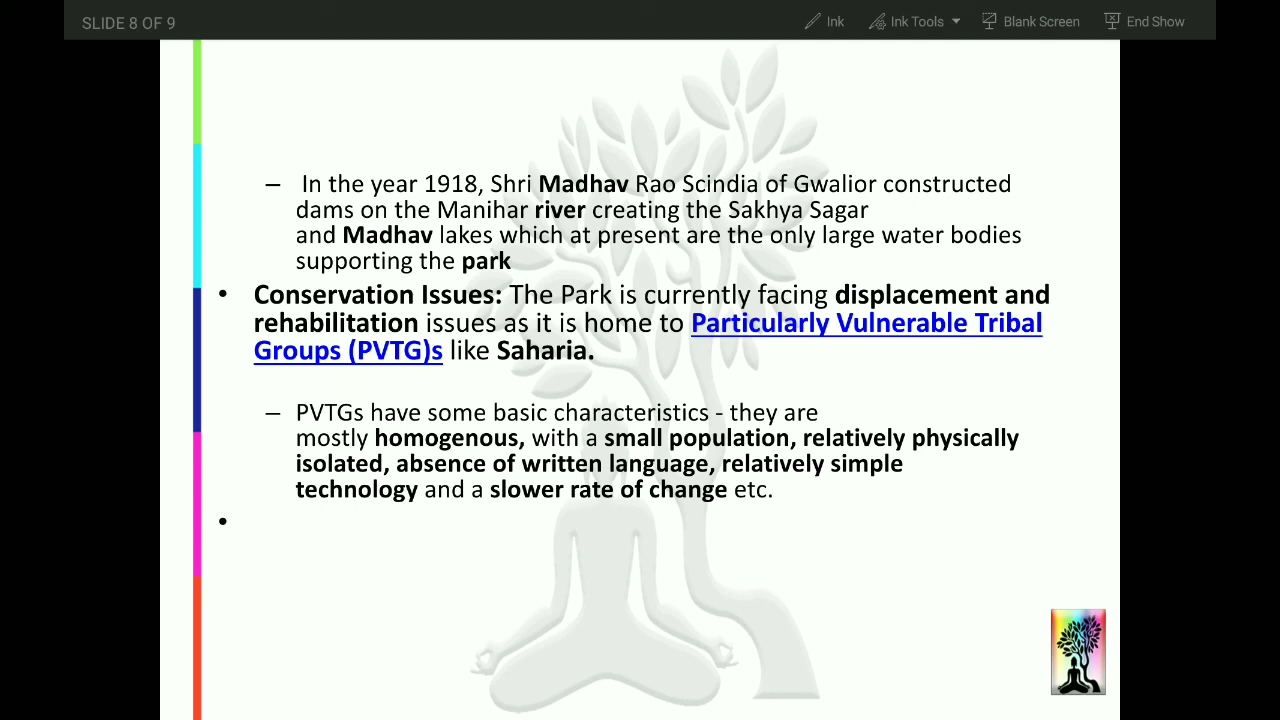 SLIDE 8 OF 9
Ink
Ink Tools
Blank Screen
End Show
– In the year 1918, Shri Madhav Rao Scindia of Gwalior constructed
dams on the Manihar river creating the Sakhya Sagar
and Madhav lakes which at present are the only large water bodies
supporting the park
• Conservation Issues: The Park is currently facing displacement and
rehabilitation issues as it is home to Particularly Vulnerable Tribal
Groups (PVTG)s like Saharia.
– PVTGs have some basic characteristics - they are
mostly homogenous, with a small population, relatively physically
isolated, absence of written language, relatively simple
technology and a slower rate of change etc.
•